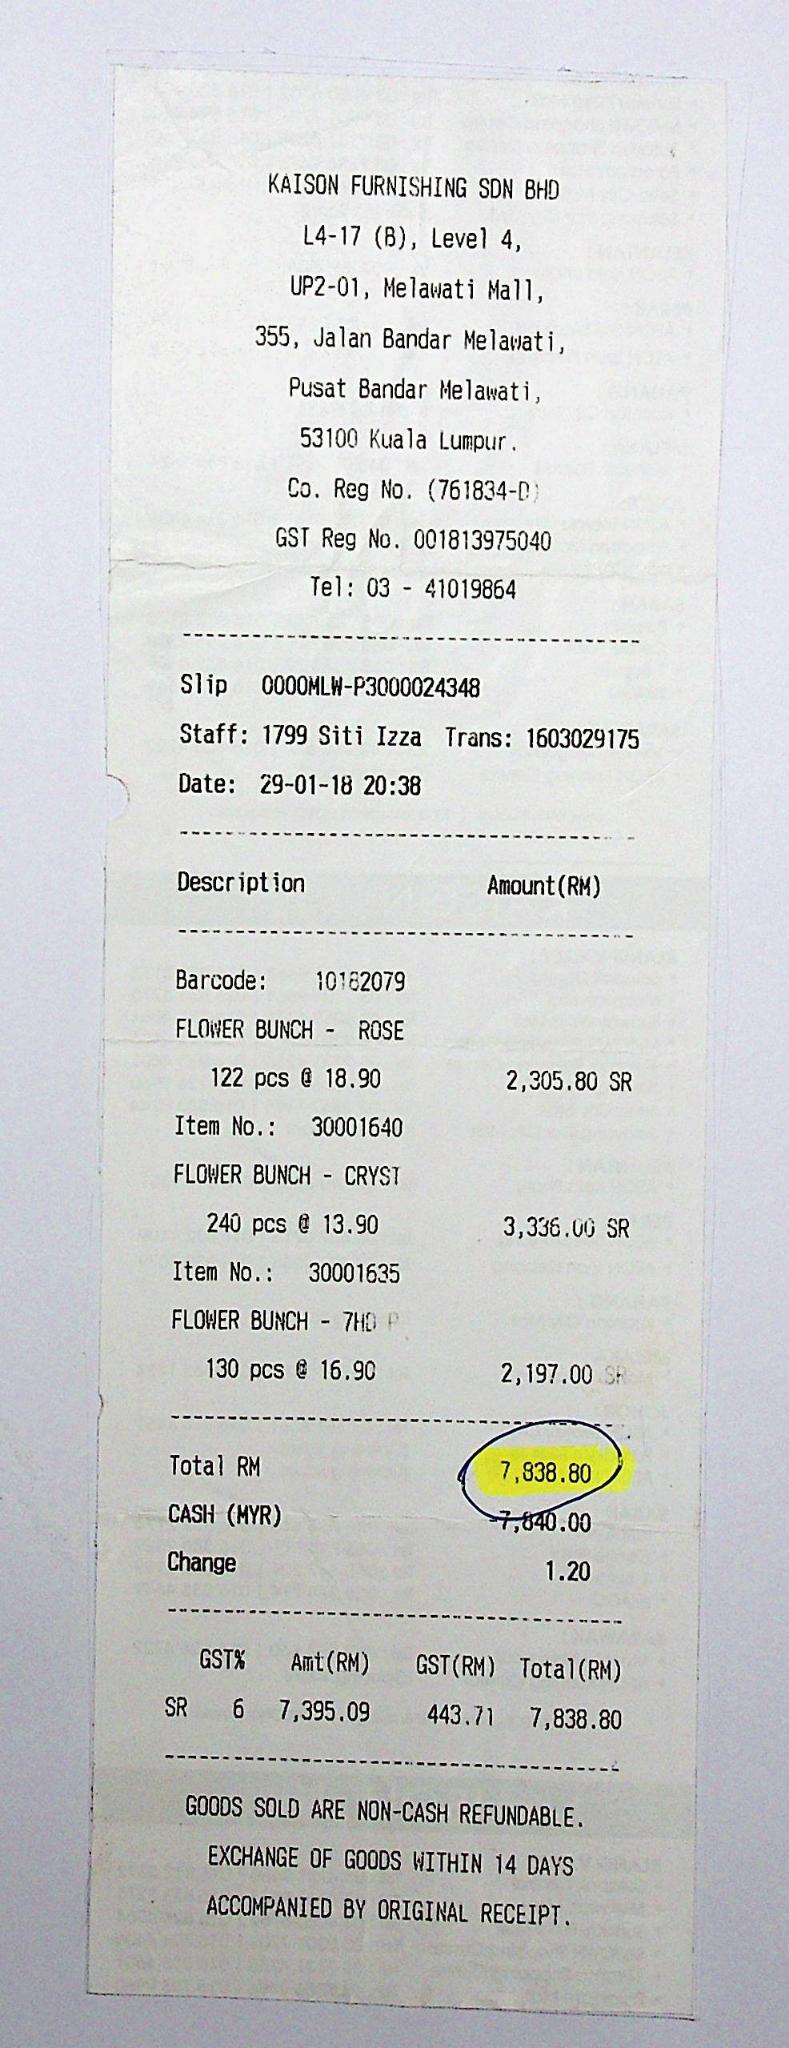 KAISON FURNISHING SDN BHD
L4-17 (B), Level 4,
UP2-01, Melawati Mall,
355, Jalan Bandar Melawati,
Pusat Bandar Melawati,
53100 Kuala Lumpur.
Co. Reg No. (761834-D)
GST Reg No. 001813975040
Tel: 03 - 41019864
Slip 0000MLW-P3000024348
Staff: 1799 Siti Izza Trans: 1603029175
Date: 29-01-18 20:38
Description Amount(RM)
Barcode: 10182079
FLOWER BUNCH - ROSE
122 pcs @ 18.90 2,305.80 SR
Item No.: 30001640
FLOWER BUNCH - CRYST
240 pcs @ 13.90 3,336.00 SR
Item No.: 30001635
FLOWER BUNCH - 7HD P
130 pcs @ 16.90 2,197.00 SR
Total RM 7,838.80
CASH (MYR) -7,840.00
Change 1.20
GST% Amt(RM) GST(RM) Total(RM)
SR 6 7,395.09 443.71 7,838.80
GOODS SOLD ARE NON-CASH REFUNDABLE.
EXCHANGE OF GOODS WITHIN 14 DAYS
ACCOMPANIED BY ORIGINAL RECEIPT.